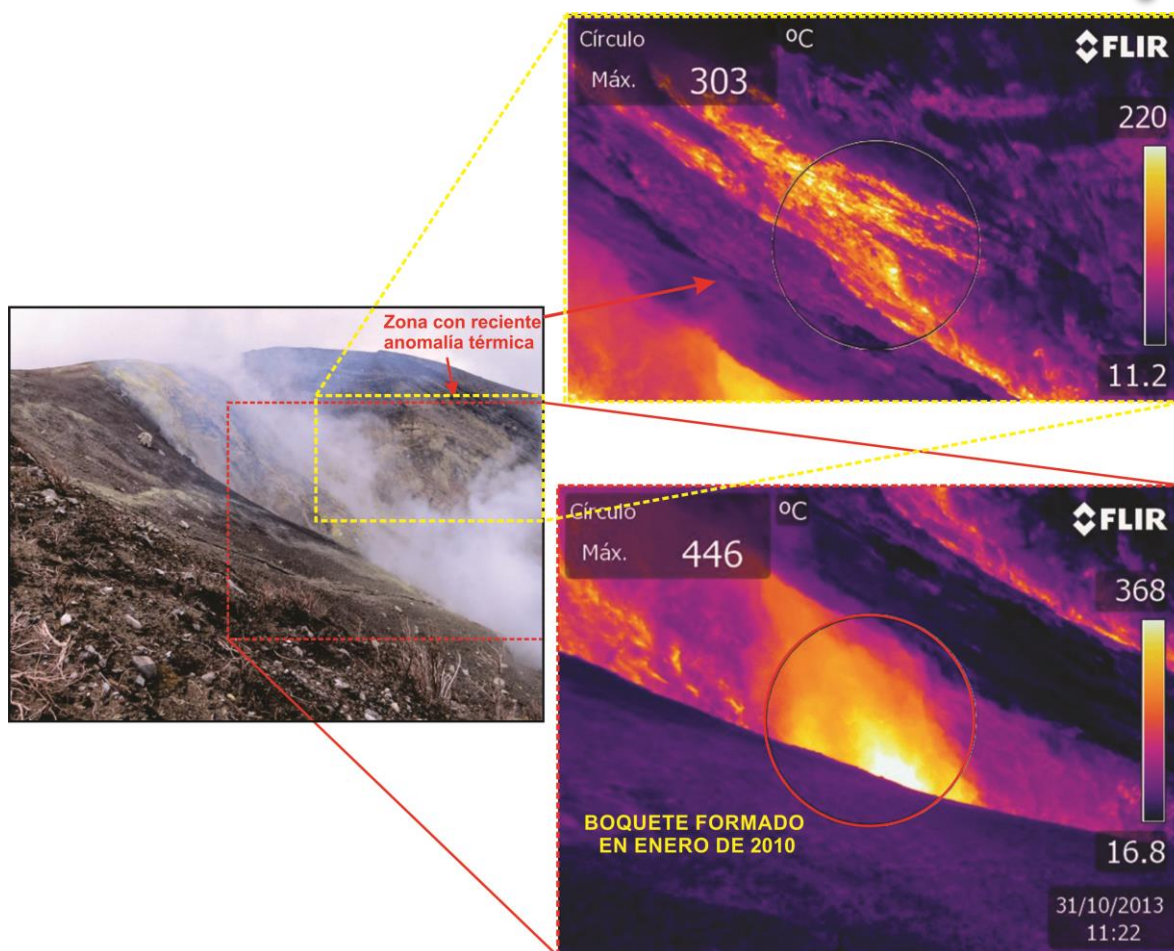 Círculo
ºC
FLIR
Máx. 303
220
11.2
Zona con reciente
anomalía térmica
Círculo
ºC
FLIR
Máx. 446
368
BOQUETE FORMADO
EN ENERO DE 2010
16.8
31/10/2013
11:22